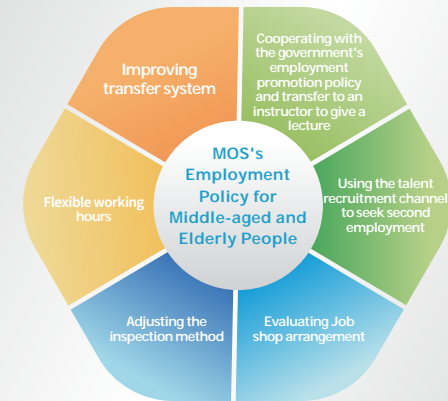 Improving
transfer system
Cooperating with
the government's
employment
promotion policy
and transfer to an
instructor to give a
lecture
Flexible working
hours
MOS's
Employment
Policy for
Middle-aged and
Elderly People
Using the talent
recruitment channel
to seek second
employment
Adjusting the
inspection method
Evaluating Job
shop arrangement